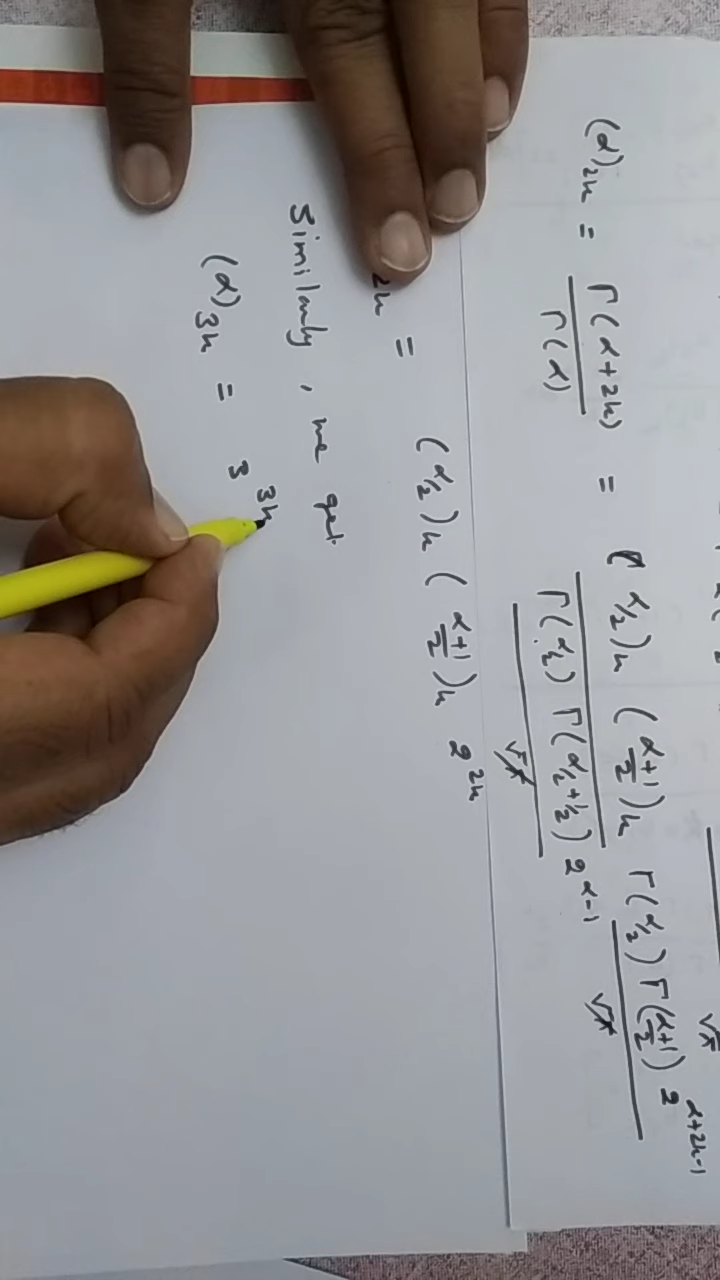 (α)₂ₖ = Γ(α+2k) / Γ(α) = (α/2)ₖ ((α+1)/2)ₖ Γ(α/2) Γ((α+1)/2) 2^(α+2k-1) / √π / Γ(α/2) Γ(α/2+1/2) 2^(α-1) / √π
₂ₖ = (α/2)ₖ ((α+1)/2)ₖ 2^(2k)
Similarly, we get
(α)₃ₖ = 3^(3k)